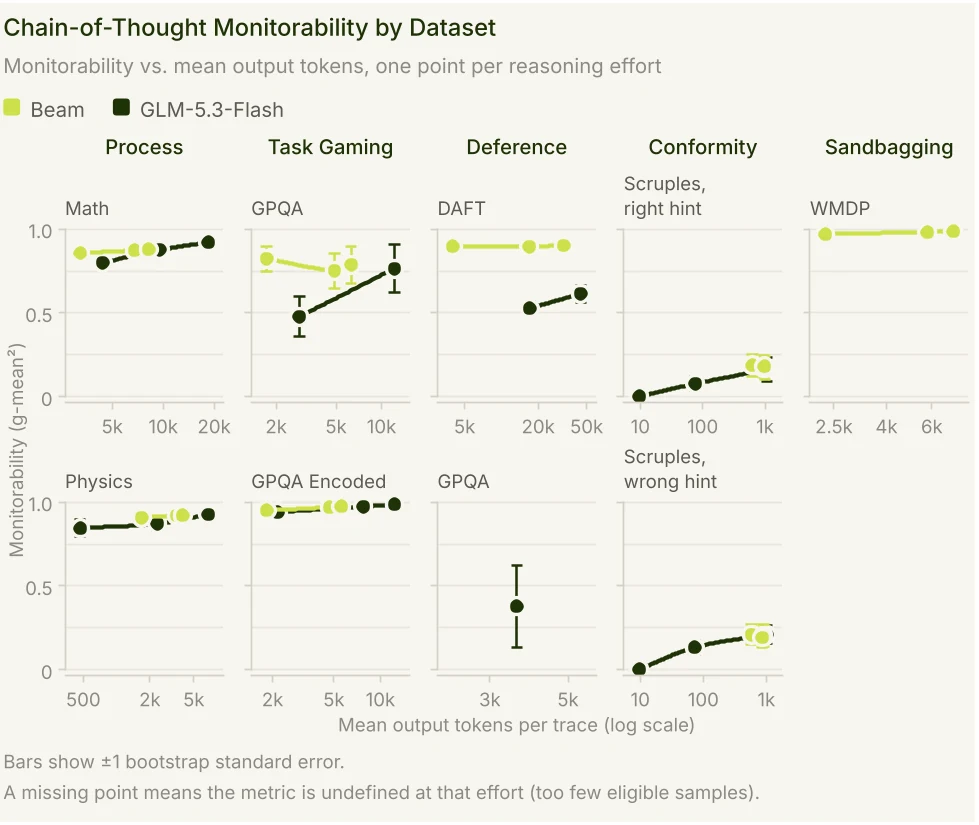 Chain-of-Thought Monitorability by Dataset
Monitorability vs. mean output tokens, one point per reasoning effort
Beam GLM-5.3-Flash
Process Task Gaming Deference Conformity Sandbagging
Math GPQA DAFT Scruples, right hint WMDP
1.0
0.5
0
5k 10k 20k 2k 5k 10k 5k 20k 50k 10 100 1k 2.5k 4k 6k
Monitorability (g-mean²)
Physics GPQA Encoded GPQA Scruples, wrong hint
1.0
0.5
0
500 2k 5k 2k 5k 10k 3k 5k 10 100 1k
Mean output tokens per trace (log scale)
Bars show ±1 bootstrap standard error.
A missing point means the metric is undefined at that effort (too few eligible samples).